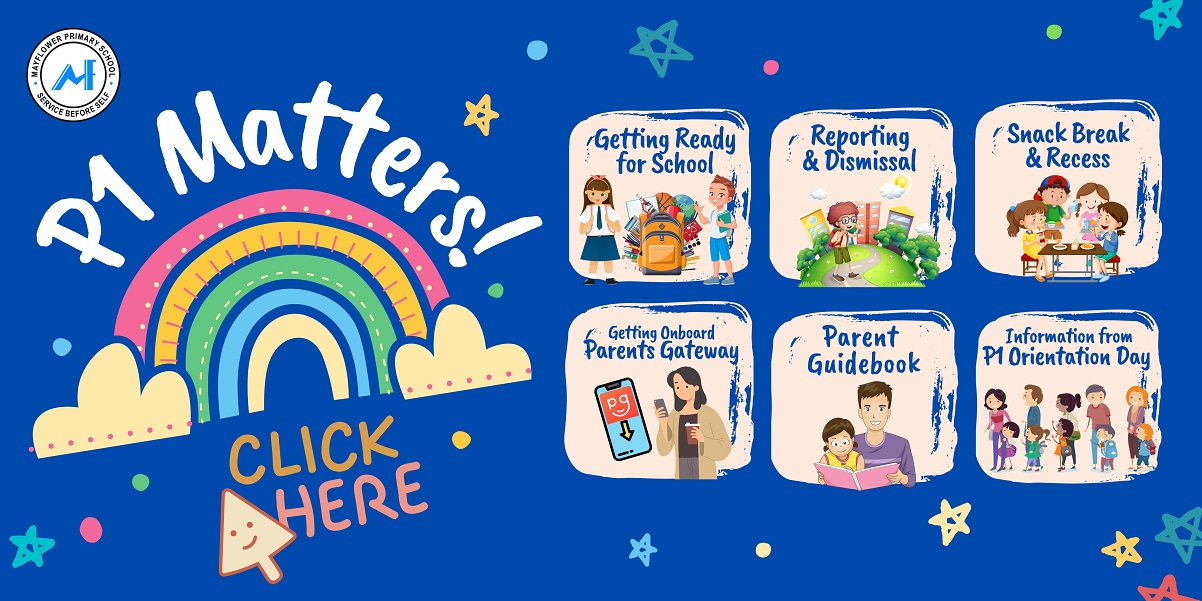 MAYFLOWER PRIMARY SCHOOL
SERVICE BEFORE SELF
P1 Matters!
CLICK
HERE
Getting Ready
for School
Reporting
& Dismissal
Snack Break
& Recess
Getting Onboard
Parents Gateway
pg
Parent
Guidebook
Information from
P1 Orientation Day